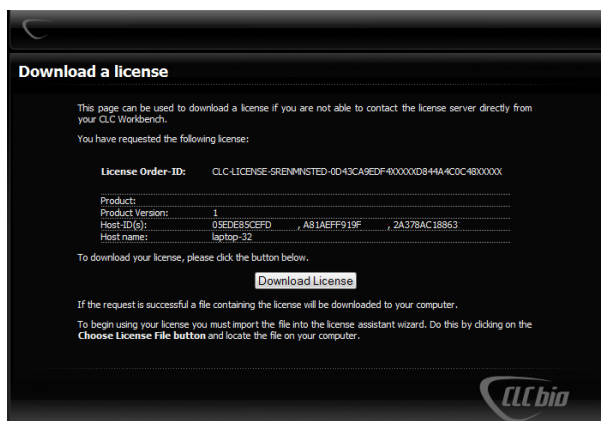 Download a license
This page can be used to download a license if you are not able to contact the license server directly from
your CLC Workbench.
You have requested the following license:
License Order-ID: CLC-LICENSE-SRENMNSTED-0D43CA9EDF4XXXXXD844A4C0C48XXXXX
Product:
Product Version: 1
Host-ID(s): 05EDE85CEFD , A81AEFF919F , 2A378AC18863
Host name: laptop-32
To download your license, please click the button below.
Download License
If the request is successful a file containing the license will be downloaded to your computer.
To begin using your license you must import the file into the license assistant wizard. Do this by clicking on the
Choose License File button and locate the file on your computer.
CLC bio